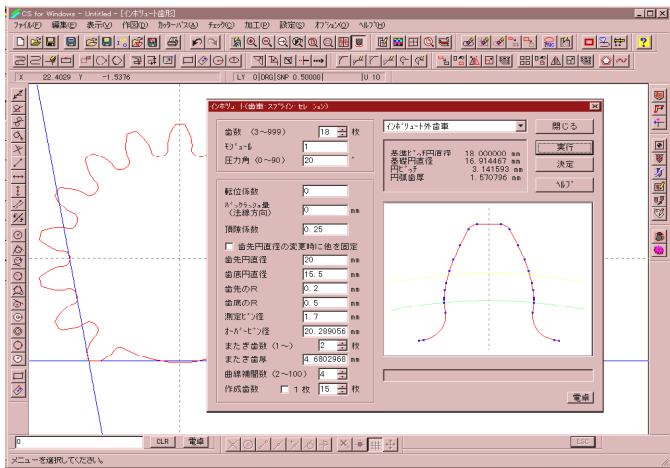 CS for Windows - Untitled - [インボリュート歯形]
ファイル(F) 編集(E) 表示(V) 作図(D) カッターパス(A) チェック(C) 加工(P) 設定(S) オプション(O) ヘルプ(H)
X 22.4029 Y -1.5376 LY 0|ORG|SNP 0.50000| |U 10
インボリュート(歯車・スプライン・セレーション)
歯数 (3～999) 18 枚
モジュール 1
圧力角 (0～90) 20 °
転位係数 0
バックラッシュ量
(法線方向) 0 mm
頂隙係数 0.25
歯先円直径の変更時に他を固定
歯先円直径 20 mm
歯底円直径 15.5 mm
歯先のR 0.2 mm
歯底のR 0.5 mm
測定ピン径 1.7 mm
オーバーピン径 20.289056 mm
またぎ歯数 (1～) 2 枚
またぎ歯厚 4.6802968 mm
曲線補間数 (2～100) 4
作成歯数 1枚 15 枚
インボリュート外歯車
基準ピッチ円直径 18.000000 mm
基礎円直径 16.914467 mm
円ピッチ 3.141593 mm
円弧歯厚 1.570796 mm
閉じる
実行
決定
ヘルプ
電卓
0 CLR 電卓 ESC
メニューを選択してください。